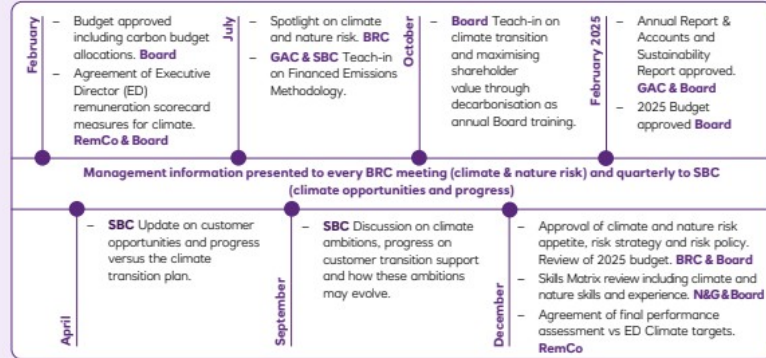 February
– Budget approved
including carbon budget
allocations. Board
– Agreement of Executive
Director (ED)
remuneration scorecard
measures for climate.
RemCo & Board
July
– Spotlight on climate
and nature risk. BRC
– GAC & SBC Teach-in
on Financed Emissions
Methodology.
October
– Board Teach-in on
climate transition
and maximising
shareholder
value through
decarbonisation as
annual Board training.
February 2025
– Annual Report &
Accounts and
Sustainability
Report approved.
GAC & Board
– 2025 Budget
approved Board
Management information presented to every BRC meeting (climate & nature risk) and quarterly to SBC
(climate opportunities and progress)
April
– SBC Update on customer
opportunities and progress
versus the climate
transition plan.
September
– SBC Discussion on climate
ambitions, progress on
customer transition support
and how these ambitions
may evolve.
December
– Approval of climate and nature risk
appetite, risk strategy and risk policy.
Review of 2025 budget. BRC & Board
– Skills Matrix review including climate and
nature skills and experience. N&G & Board
– Agreement of final performance
assessment vs ED Climate targets.
RemCo